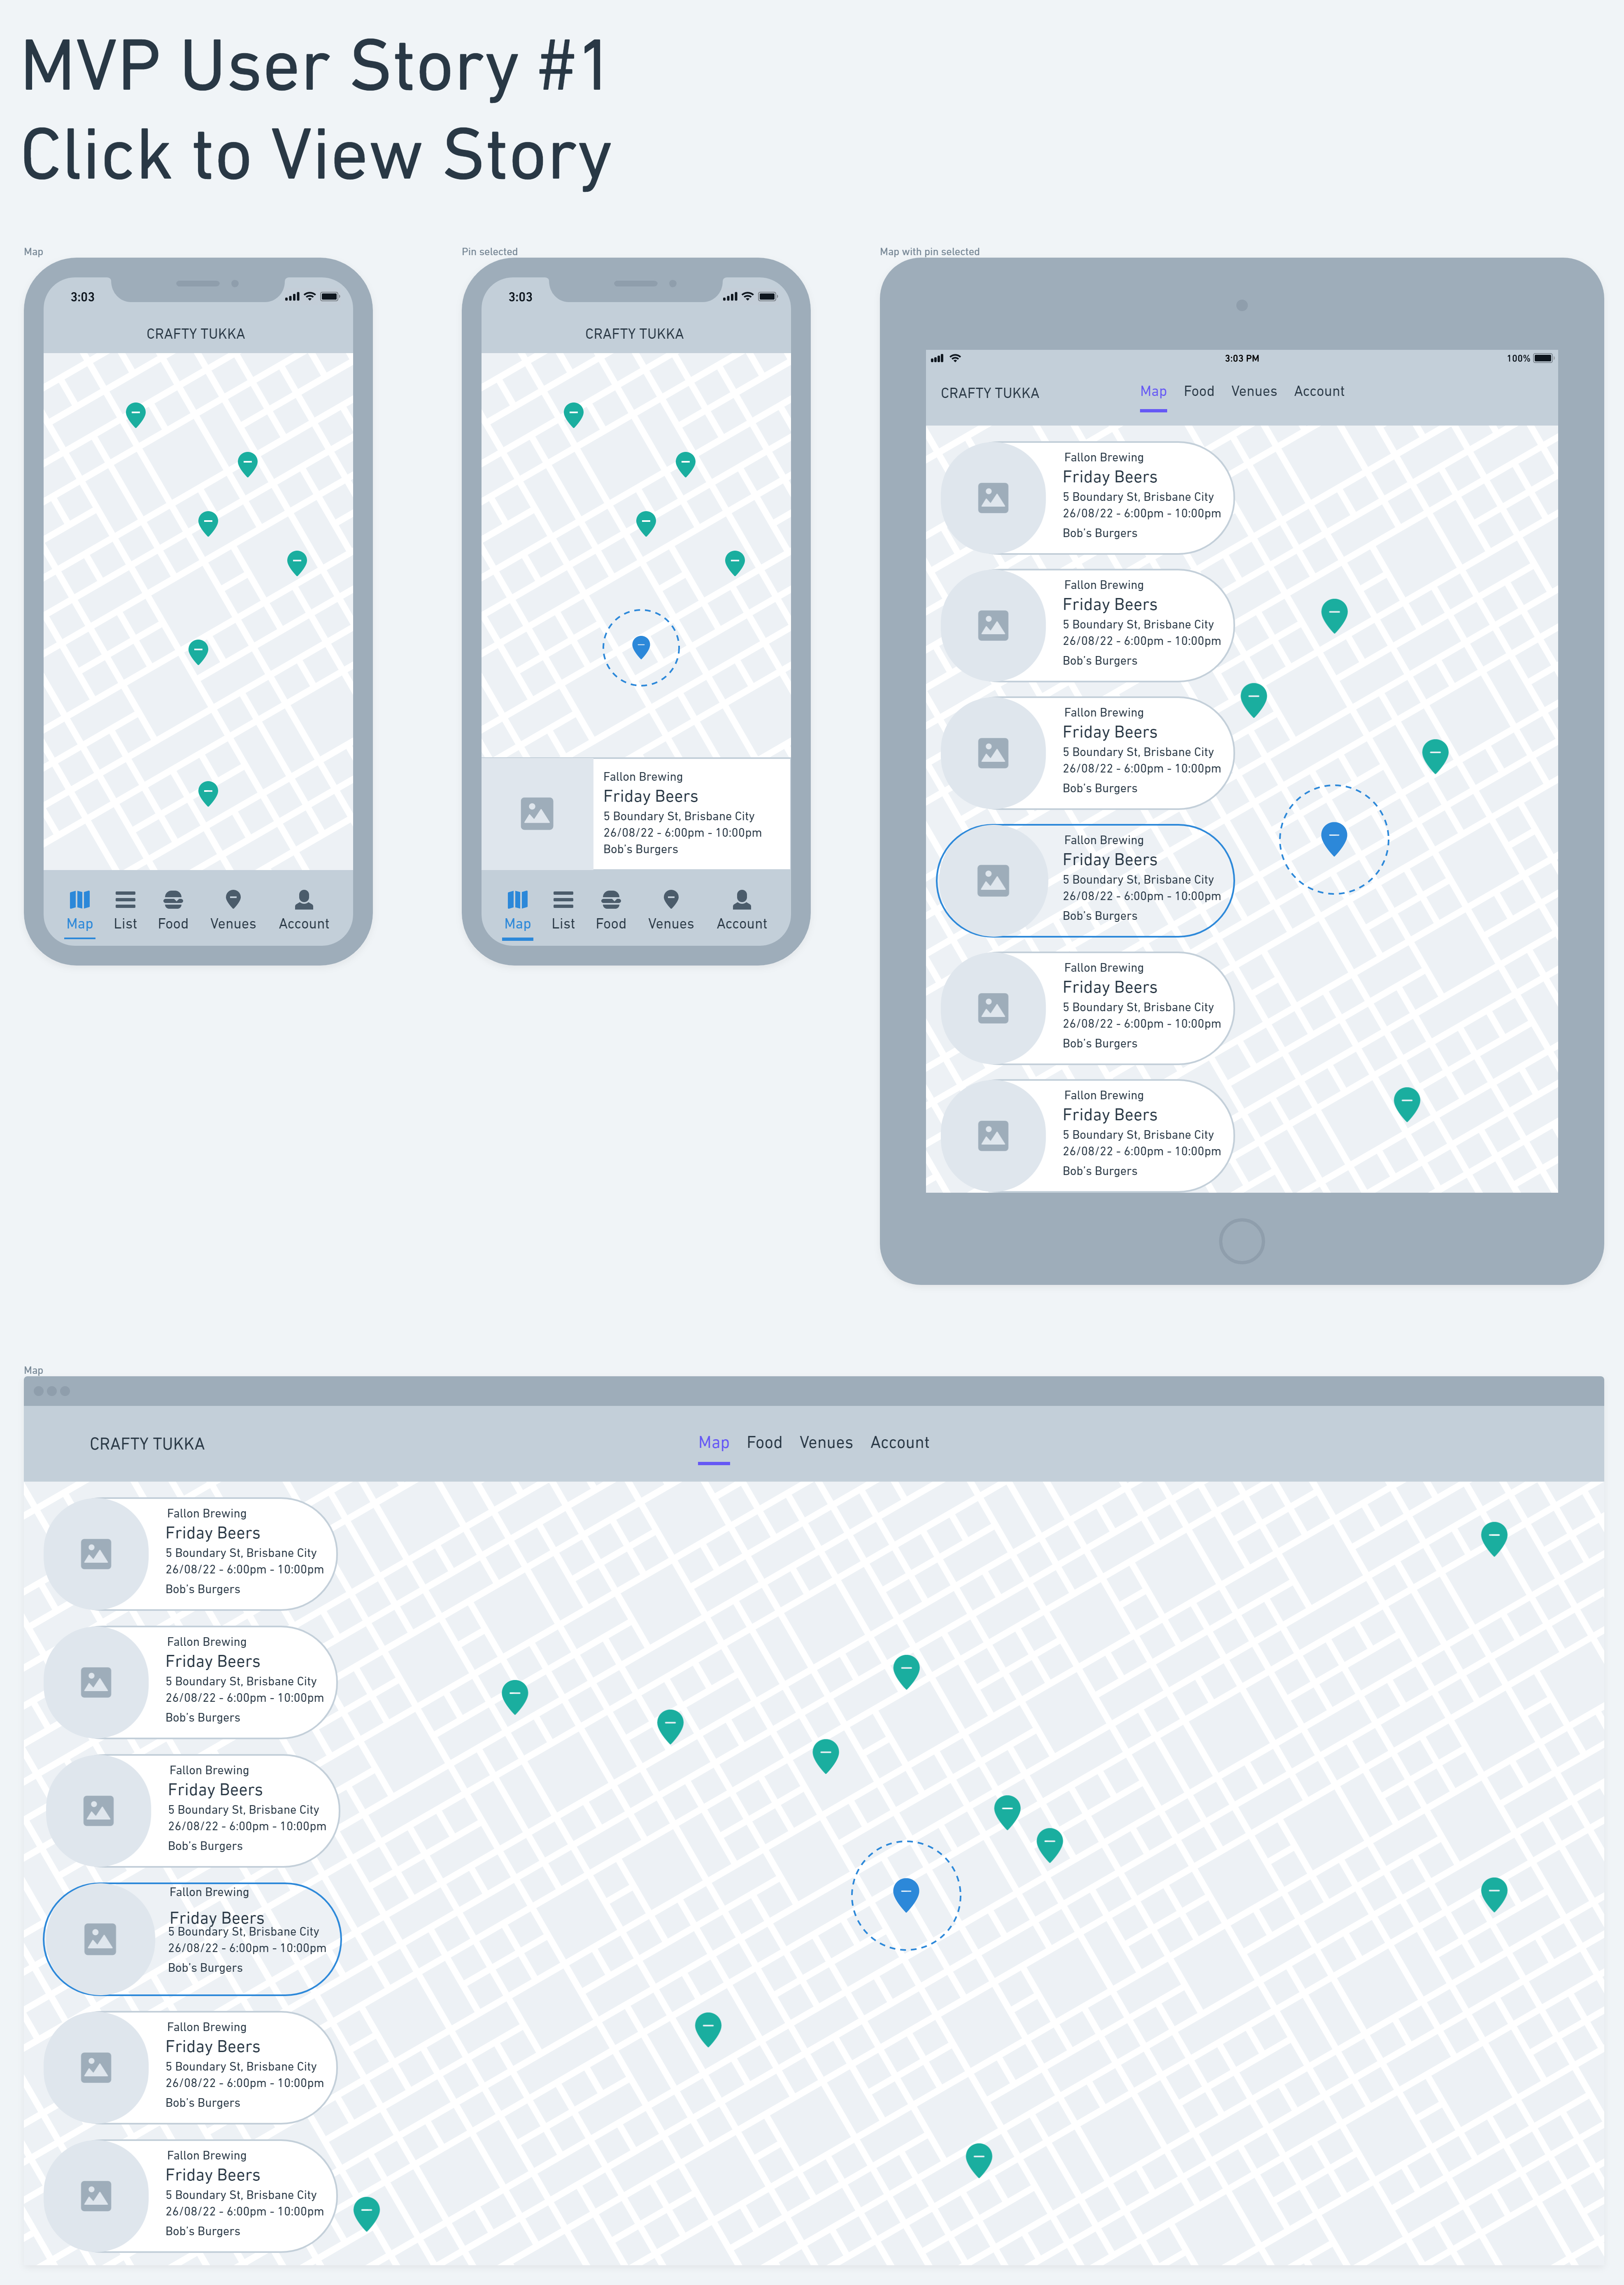 MVP User Story #1
Click to View Story
Map
3:03
CRAFTY TUKKA
Map List Food Venues Account
Pin selected
3:03
CRAFTY TUKKA
Fallon Brewing
Friday Beers
5 Boundary St, Brisbane City
26/08/22 - 6:00pm - 10:00pm
Bob's Burgers
Map List Food Venues Account
Map with pin selected
3:03 PM 100%
CRAFTY TUKKA Map Food Venues Account
Fallon Brewing
Friday Beers
5 Boundary St, Brisbane City
26/08/22 - 6:00pm - 10:00pm
Bob's Burgers
Fallon Brewing
Friday Beers
5 Boundary St, Brisbane City
26/08/22 - 6:00pm - 10:00pm
Bob's Burgers
Fallon Brewing
Friday Beers
5 Boundary St, Brisbane City
26/08/22 - 6:00pm - 10:00pm
Bob's Burgers
Fallon Brewing
Friday Beers
5 Boundary St, Brisbane City
26/08/22 - 6:00pm - 10:00pm
Bob's Burgers
Fallon Brewing
Friday Beers
5 Boundary St, Brisbane City
26/08/22 - 6:00pm - 10:00pm
Bob's Burgers
Fallon Brewing
Friday Beers
5 Boundary St, Brisbane City
26/08/22 - 6:00pm - 10:00pm
Bob's Burgers
Map
CRAFTY TUKKA Map Food Venues Account
Fallon Brewing
Friday Beers
5 Boundary St, Brisbane City
26/08/22 - 6:00pm - 10:00pm
Bob's Burgers
Fallon Brewing
Friday Beers
5 Boundary St, Brisbane City
26/08/22 - 6:00pm - 10:00pm
Bob's Burgers
Fallon Brewing
Friday Beers
5 Boundary St, Brisbane City
26/08/22 - 6:00pm - 10:00pm
Bob's Burgers
Fallon Brewing
Friday Beers
5 Boundary St, Brisbane City
26/08/22 - 6:00pm - 10:00pm
Bob's Burgers
Fallon Brewing
Friday Beers
5 Boundary St, Brisbane City
26/08/22 - 6:00pm - 10:00pm
Bob's Burgers
Fallon Brewing
Friday Beers
5 Boundary St, Brisbane City
26/08/22 - 6:00pm - 10:00pm
Bob's Burgers